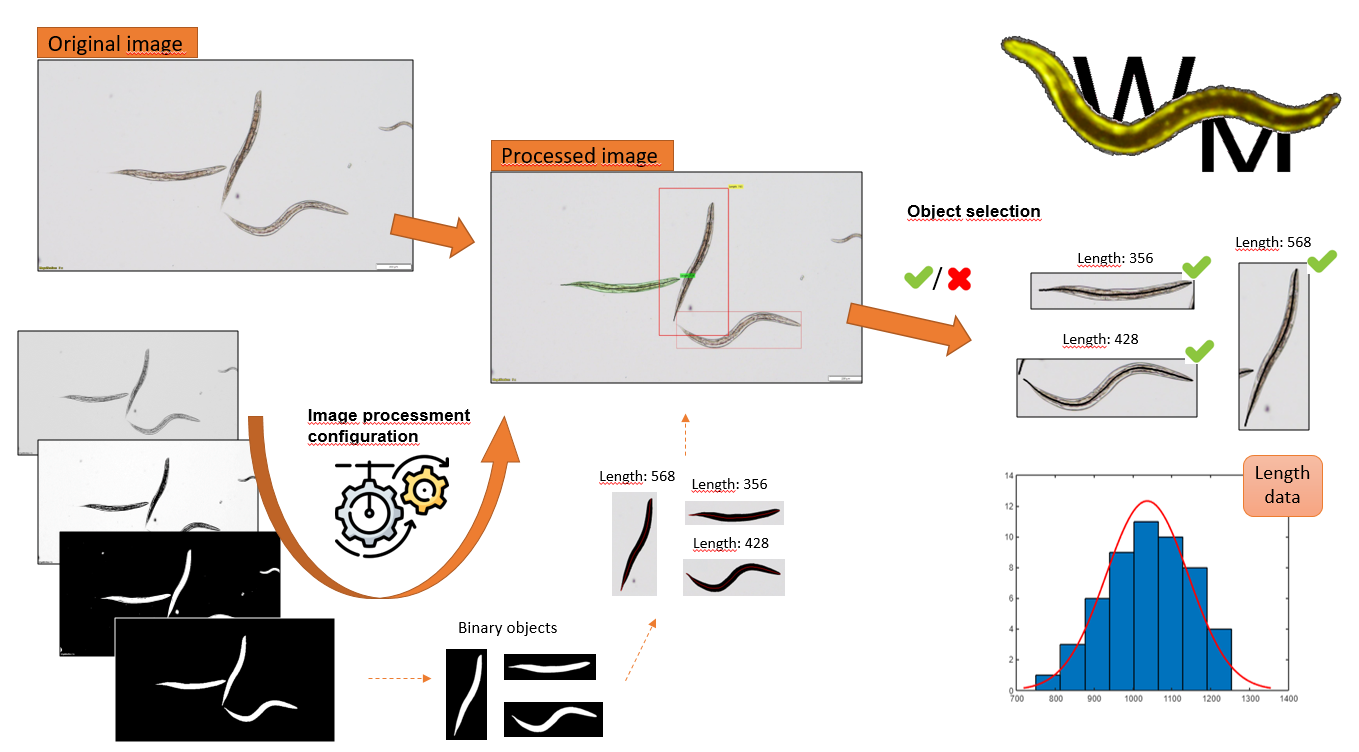 Original image
WM
Processed image
Object selection
/
Length: 356
Length: 568
Length: 428
Image processment
configuration
Length: 568
Length: 356
Length: 428
Binary objects
Length
data
14
12
10
8
6
4
2
0
700 800 900 1000 1100 1200 1300 1400